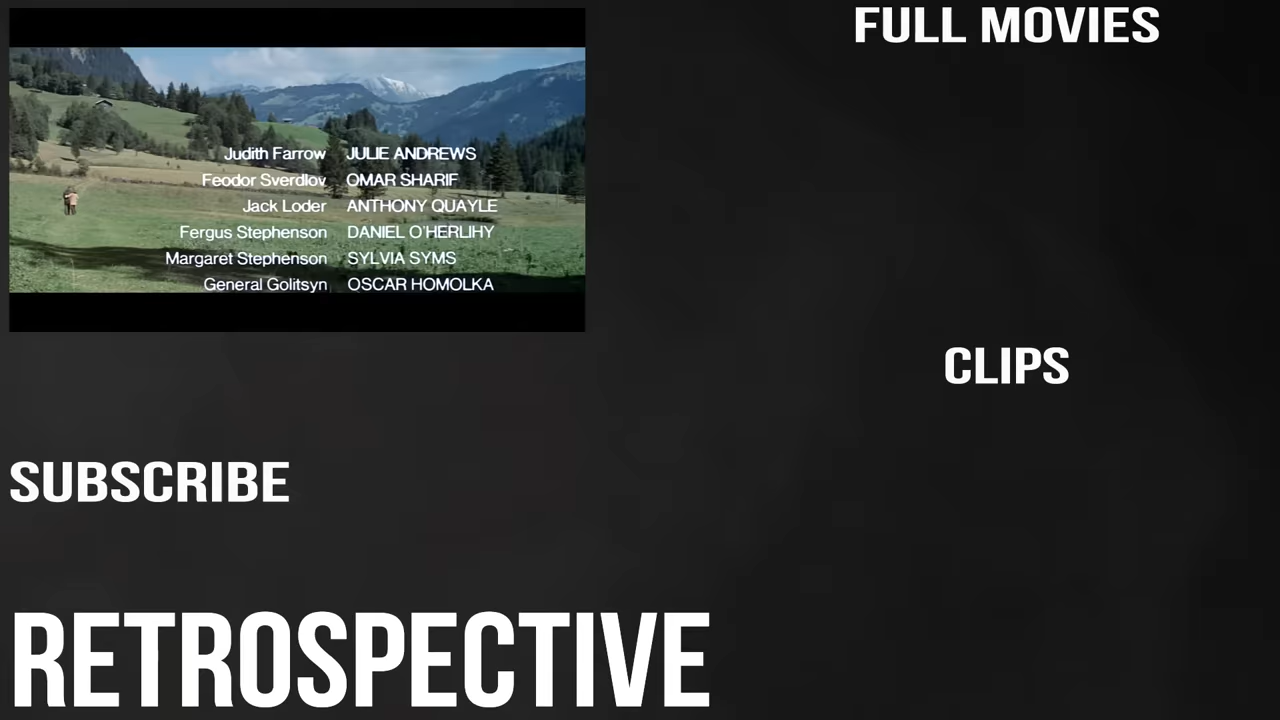 FULL MOVIES
Judith Farrow JULIE ANDREWS
Feodor Sverdlov OMAR SHARIF
Jack Loder ANTHONY QUAYLE
Fergus Stephenson DANIEL O'HERLIHY
Margaret Stephenson SYLVIA SYMS
General Golitsyn OSCAR HOMOLKA
CLIPS
SUBSCRIBE
RETROSPECTIVE